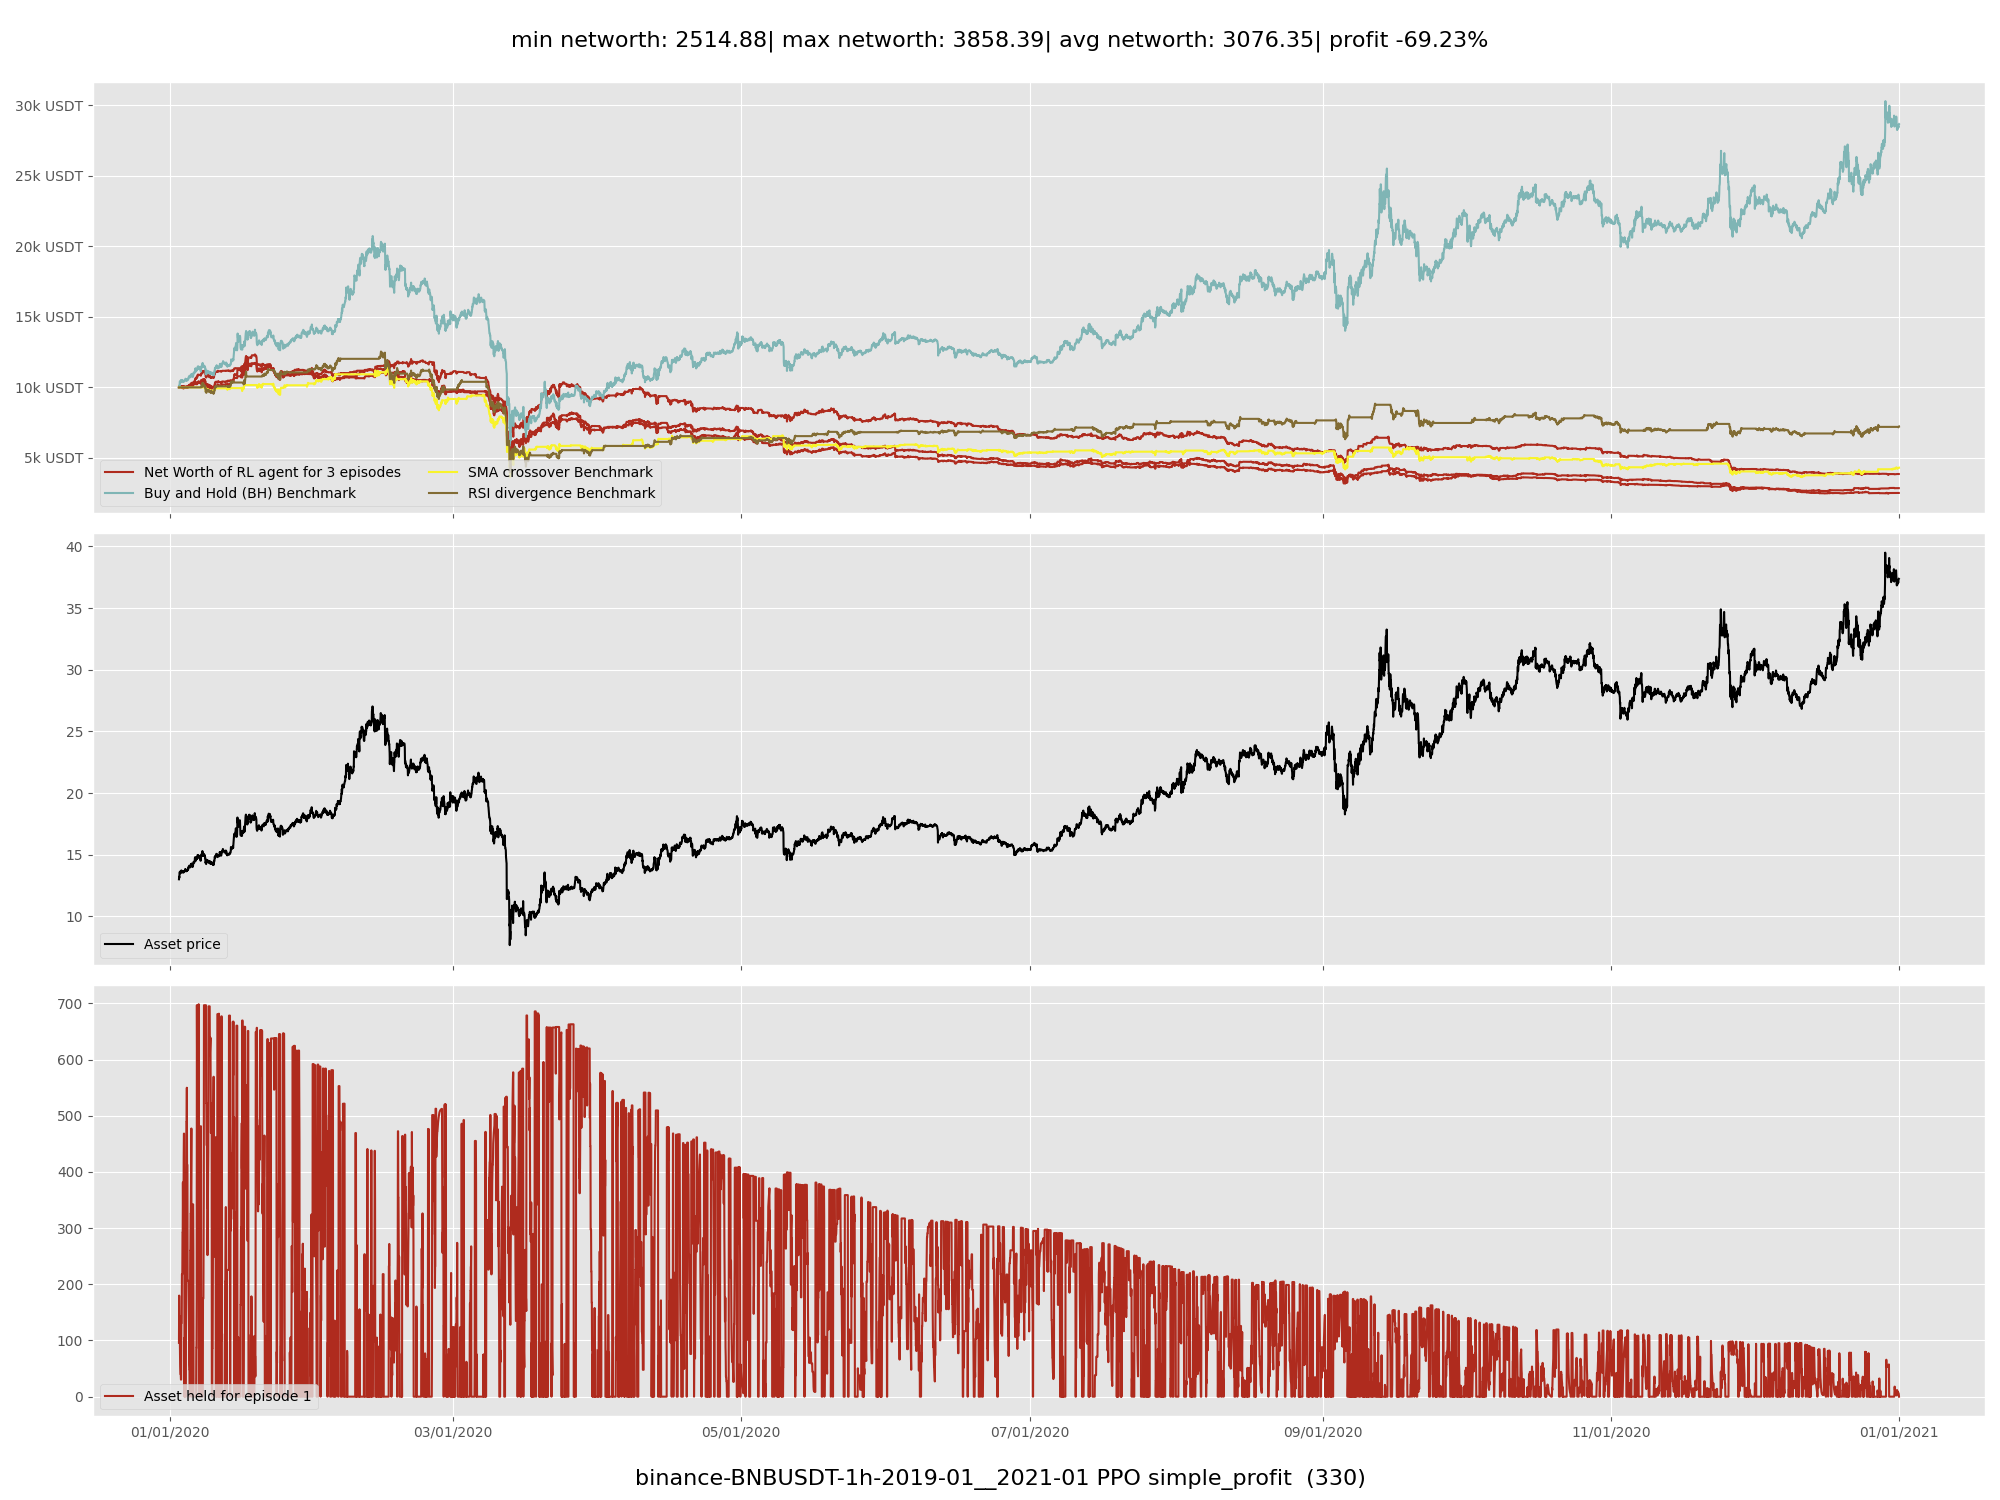 min networth: 2514.88| max networth: 3858.39| avg networth: 3076.35| profit -69.23%
30k USDT
25k USDT
20k USDT
15k USDT
10k USDT
5k USDT
Net Worth of RL agent for 3 episodes
Buy and Hold (BH) Benchmark
SMA crossover Benchmark
RSI divergence Benchmark
40
35
30
25
20
15
10
Asset price
700
600
500
400
300
200
100
0
Asset held for episode 1
01/01/2020 03/01/2020 05/01/2020 07/01/2020 09/01/2020 11/01/2020 01/01/2021
binance-BNBUSDT-1h-2019-01__2021-01 PPO simple_profit (330)